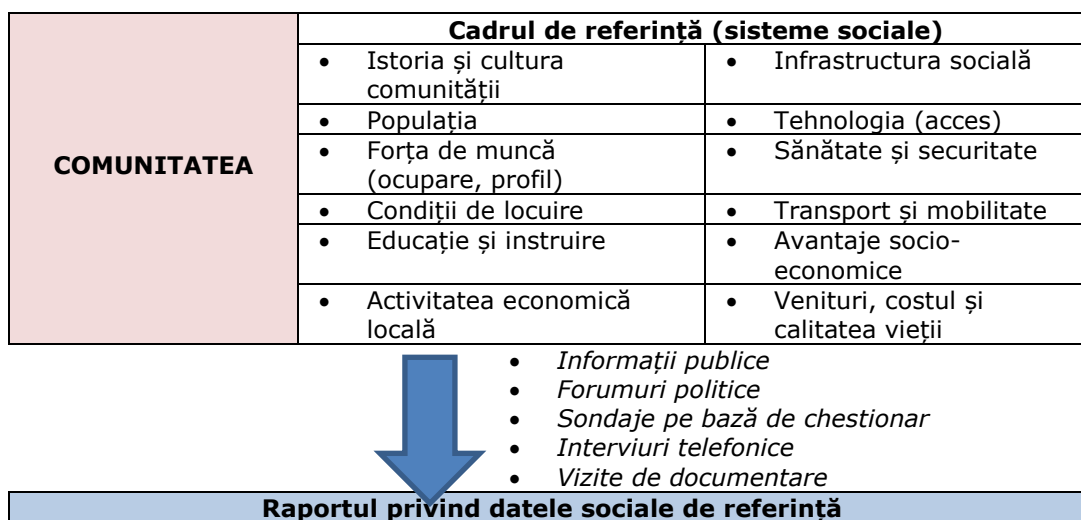 Cadrul de referință (sisteme sociale)
COMUNITATEA
• Istoria și cultura
comunității
• Infrastructura socială
• Populația
• Tehnologia (acces)
• Forța de muncă
(ocupare, profil)
• Sănătate și securitate
• Condiții de locuire
• Transport și mobilitate
• Educație și instruire
• Avantaje socio-
economice
• Activitatea economică
locală
• Venituri, costul și
calitatea vieții
• Informații publice
• Forumuri politice
• Sondaje pe bază de chestionar
• Interviuri telefonice
• Vizite de documentare
Raportul privind datele sociale de referință